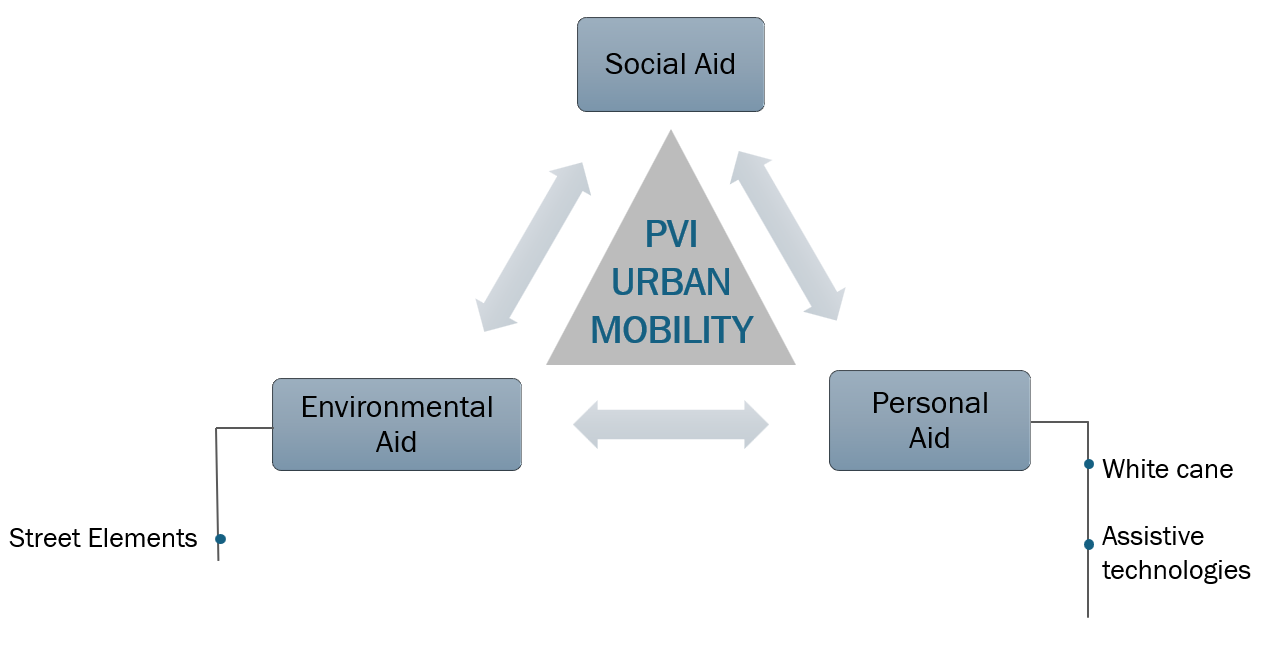 Social Aid
PVI
URBAN
MOBILITY
Environmental
Aid
Personal
Aid
White cane
Street Elements
Assistive
technologies